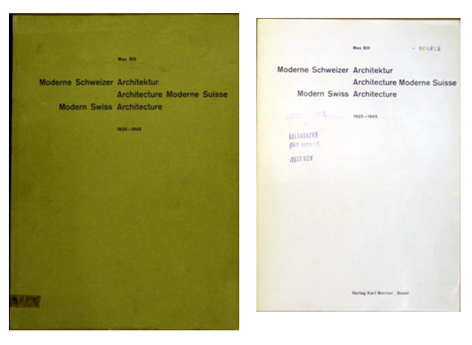 Max Bill
Moderne Schweizer Architektur
Architecture Moderne Suisse
Modern Swiss Architecture
1925-1945
Max Bill
Moderne Schweizer Architektur
Architecture Moderne Suisse
Modern Swiss Architecture
1925-1945
Verlag Karl Werner, Basel